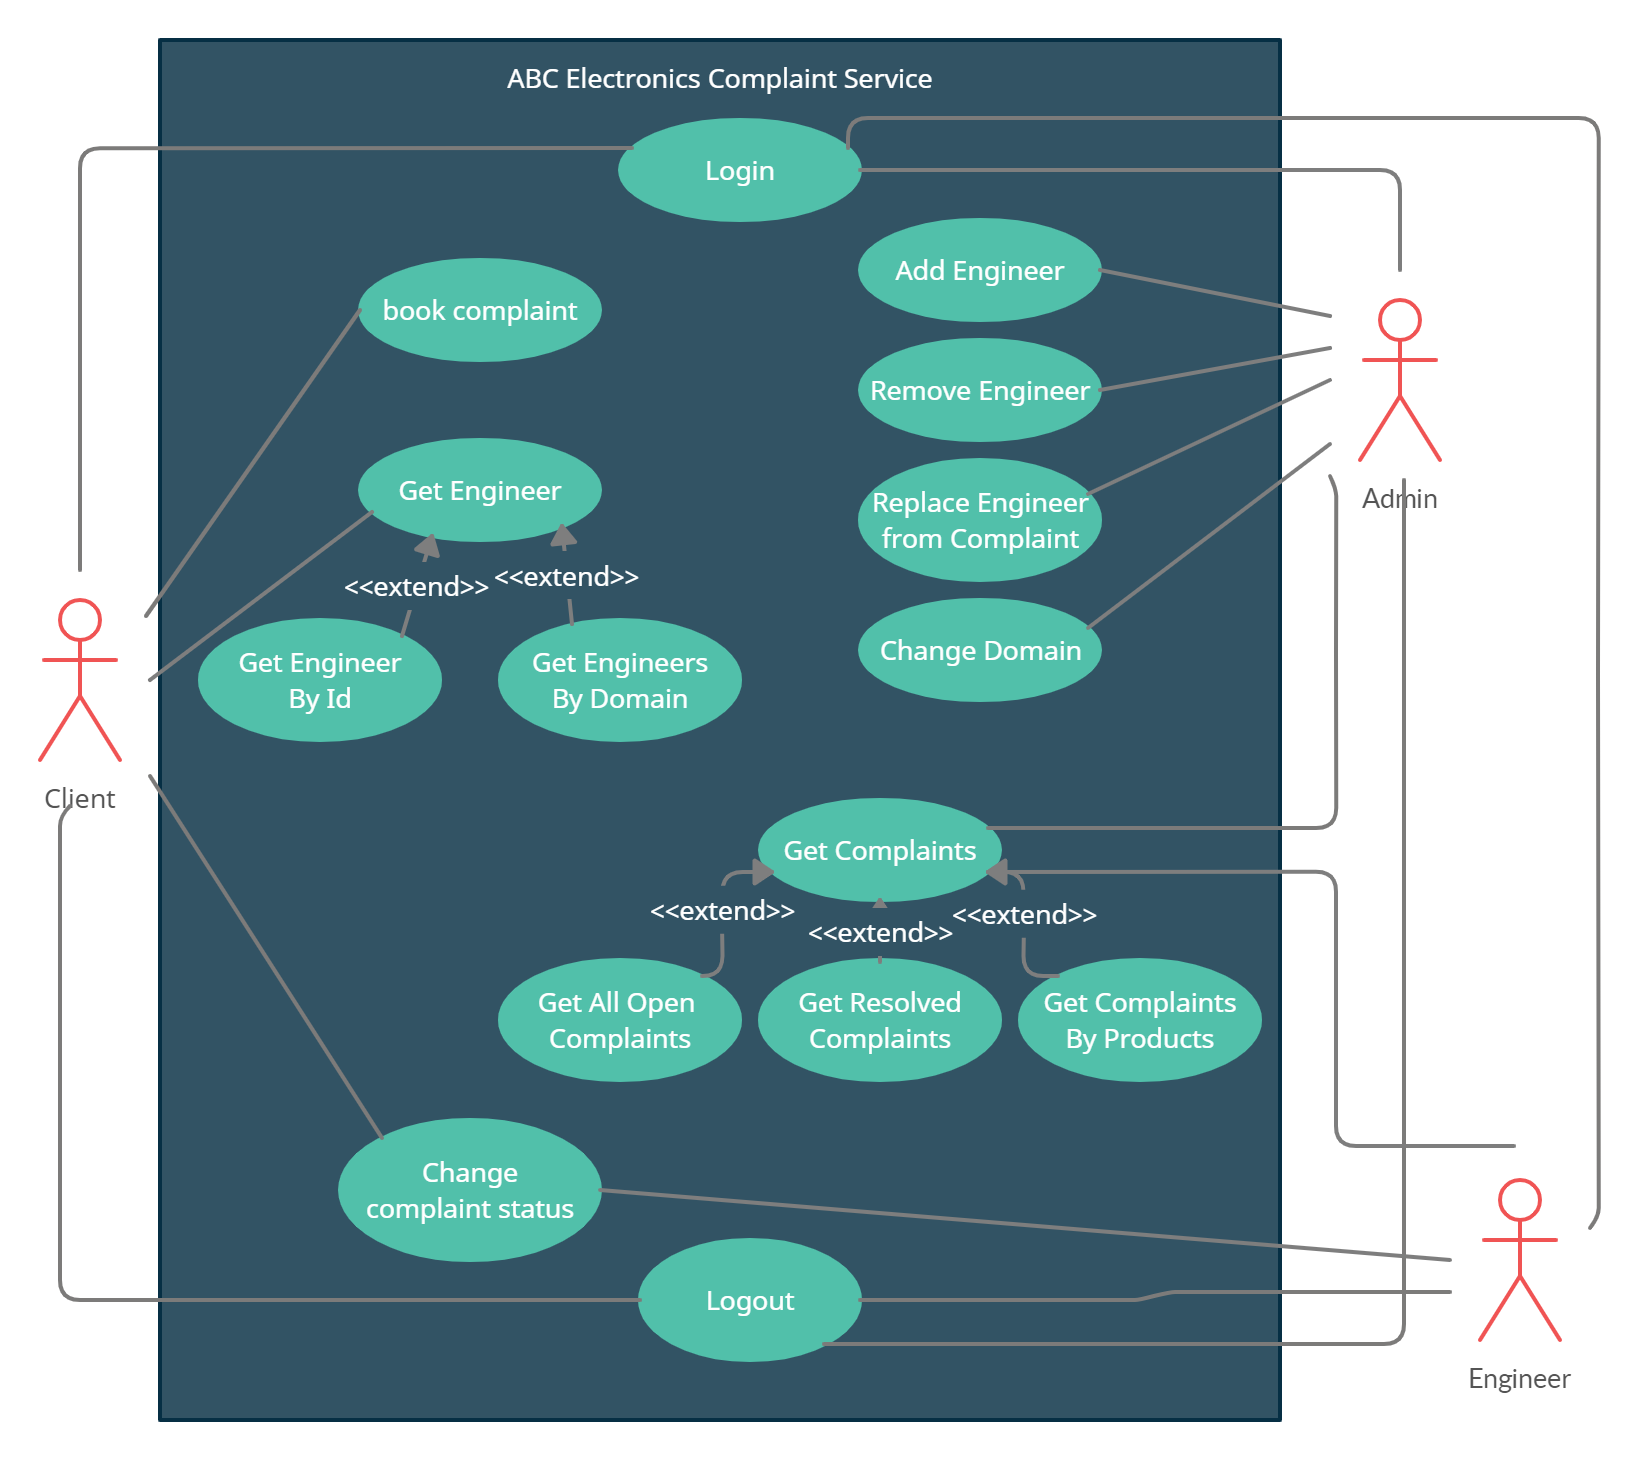 ABC Electronics Complaint Service
Login
Add Engineer
book complaint
Remove Engineer
Get Engineer
Replace Engineer
from Complaint
Admin
<<extend>>
<<extend>>
Get Engineer
By Id
Get Engineers
By Domain
Change Domain
Client
Get Complaints
<<extend>>
<<extend>>
<<extend>>
Get All Open
Complaints
Get Resolved
Complaints
Get Complaints
By Products
Change
complaint status
Logout
Engineer